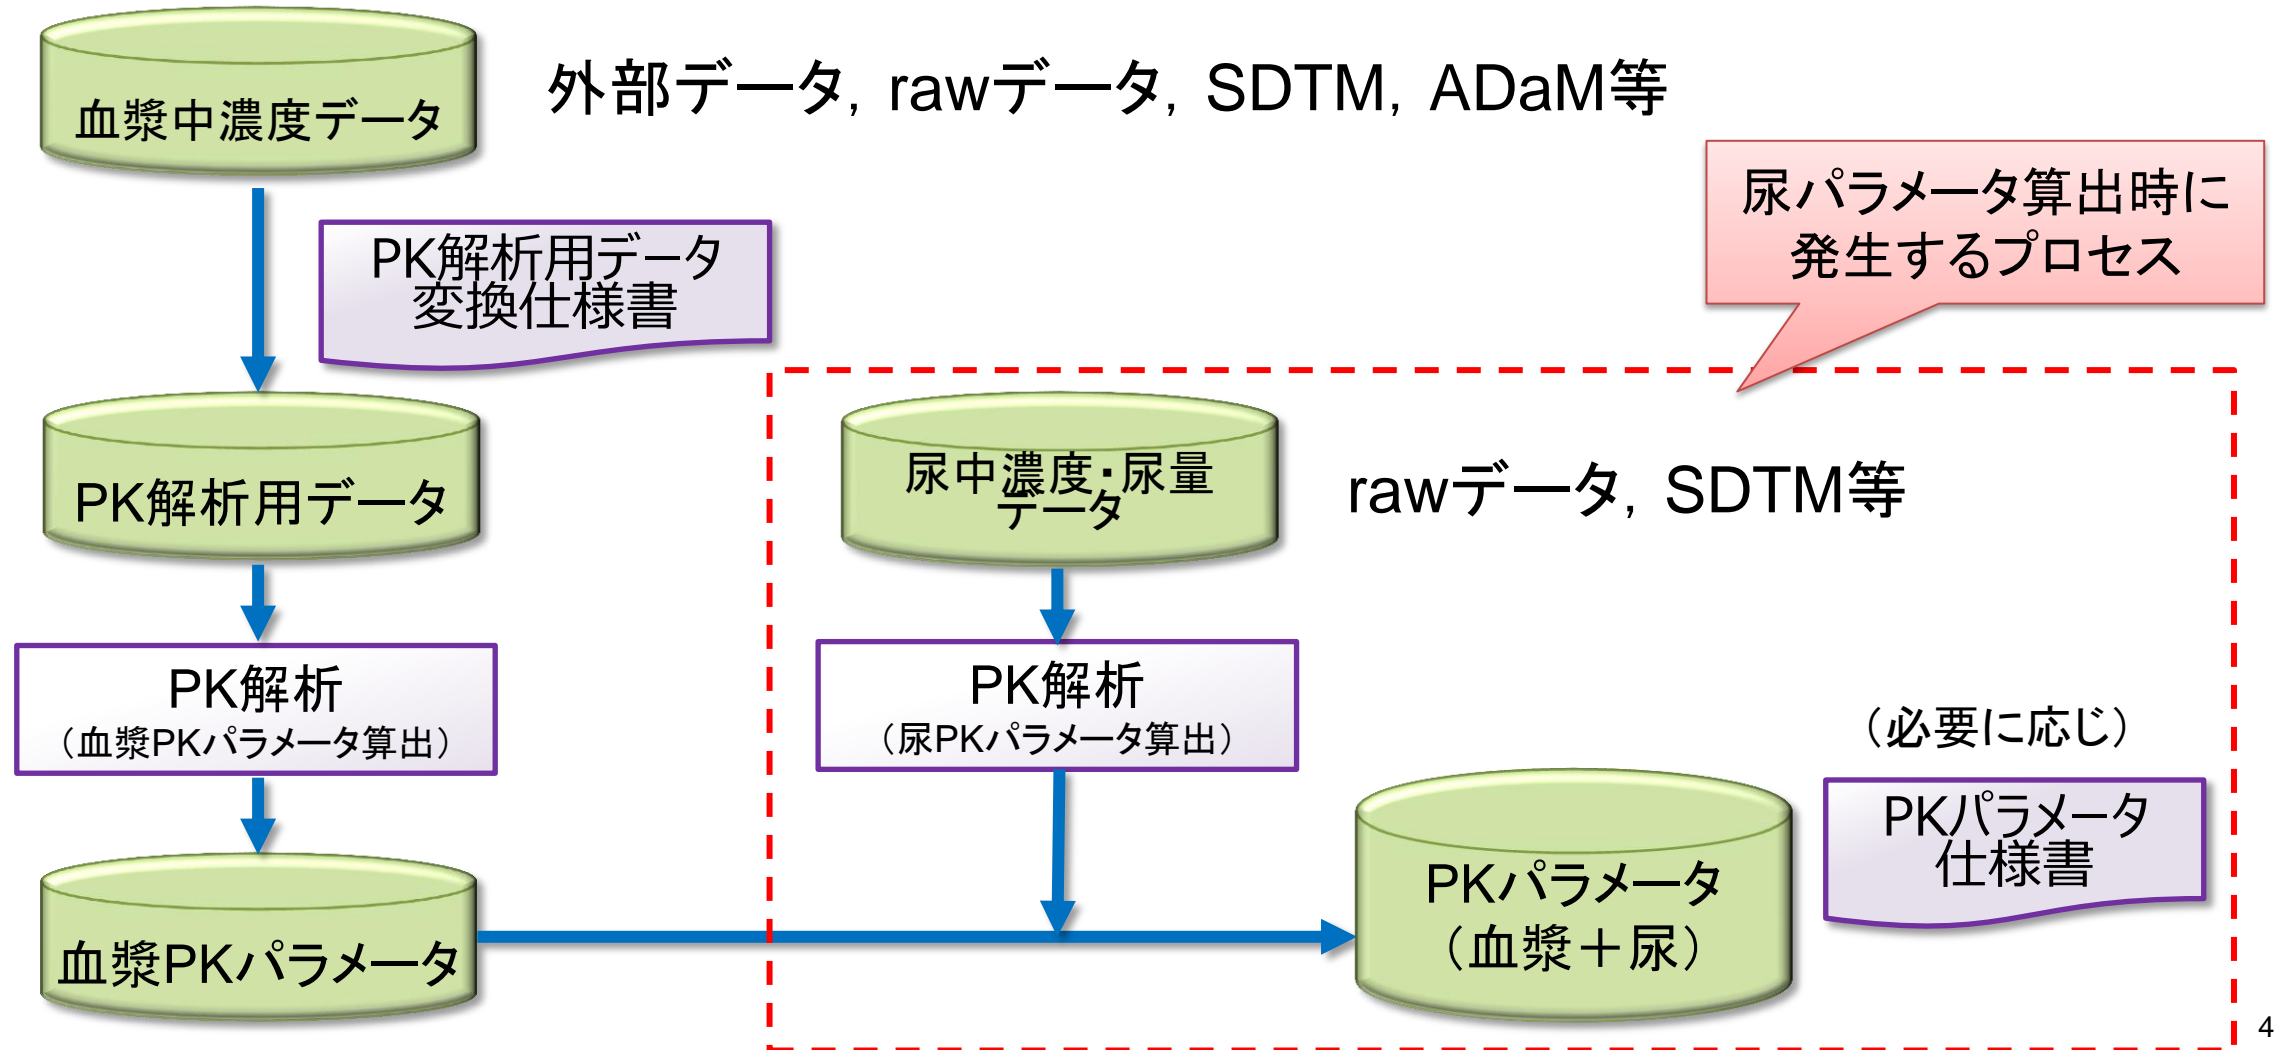 血漿中濃度データ
外部データ, rawデータ, SDTM, ADaM等
尿パラメータ算出時に
発生するプロセス
PK解析用データ
変換仕様書
PK解析用データ
尿中濃度・尿量
データ
rawデータ, SDTM等
PK解析
（血漿PKパラメータ算出）
PK解析
（尿PKパラメータ算出）
（必要に応じ）
PKパラメータ
仕様書
血漿PKパラメータ
PKパラメータ
（血漿＋尿）
4